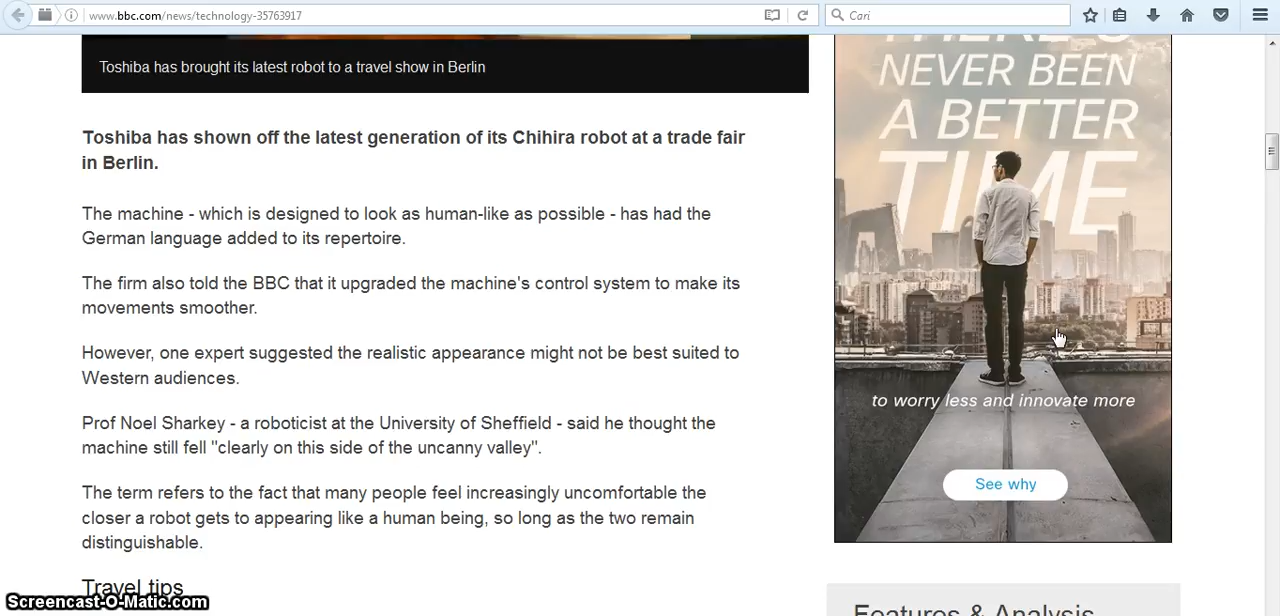 www.bbc.com/news/technology-35763917
Cari
Toshiba has brought its latest robot to a travel show in Berlin
Toshiba has shown off the latest generation of its Chihira robot at a trade fair
in Berlin.
The machine - which is designed to look as human-like as possible - has had the
German language added to its repertoire.
The firm also told the BBC that it upgraded the machine's control system to make its
movements smoother.
However, one expert suggested the realistic appearance might not be best suited to
Western audiences.
Prof Noel Sharkey - a roboticist at the University of Sheffield - said he thought the
machine still fell "clearly on this side of the uncanny valley".
The term refers to the fact that many people feel increasingly uncomfortable the
closer a robot gets to appearing like a human being, so long as the two remain
distinguishable.
Travel tips
THERE'S
NEVER BEEN
A BETTER
TIME
to worry less and innovate more
See why
Features & Analysis
Screencast-O-Matic.com